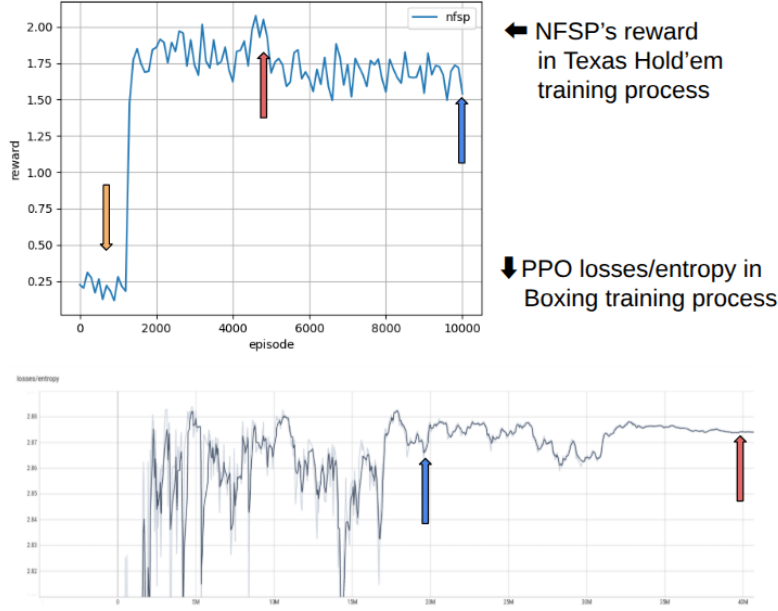 nfsp
2.00
1.75
1.50
1.25
1.00
0.75
0.50
0.25
reward
0 2000 4000 6000 8000 10000
episode
🡸 NFSP's reward
in Texas Hold'em
training process
🡻 PPO losses/entropy in
Boxing training process
losses/entropy
2.88
2.87
2.86
2.85
2.84
2.82
0 5M 10M 15M 20M 25M 30M 35M 40M